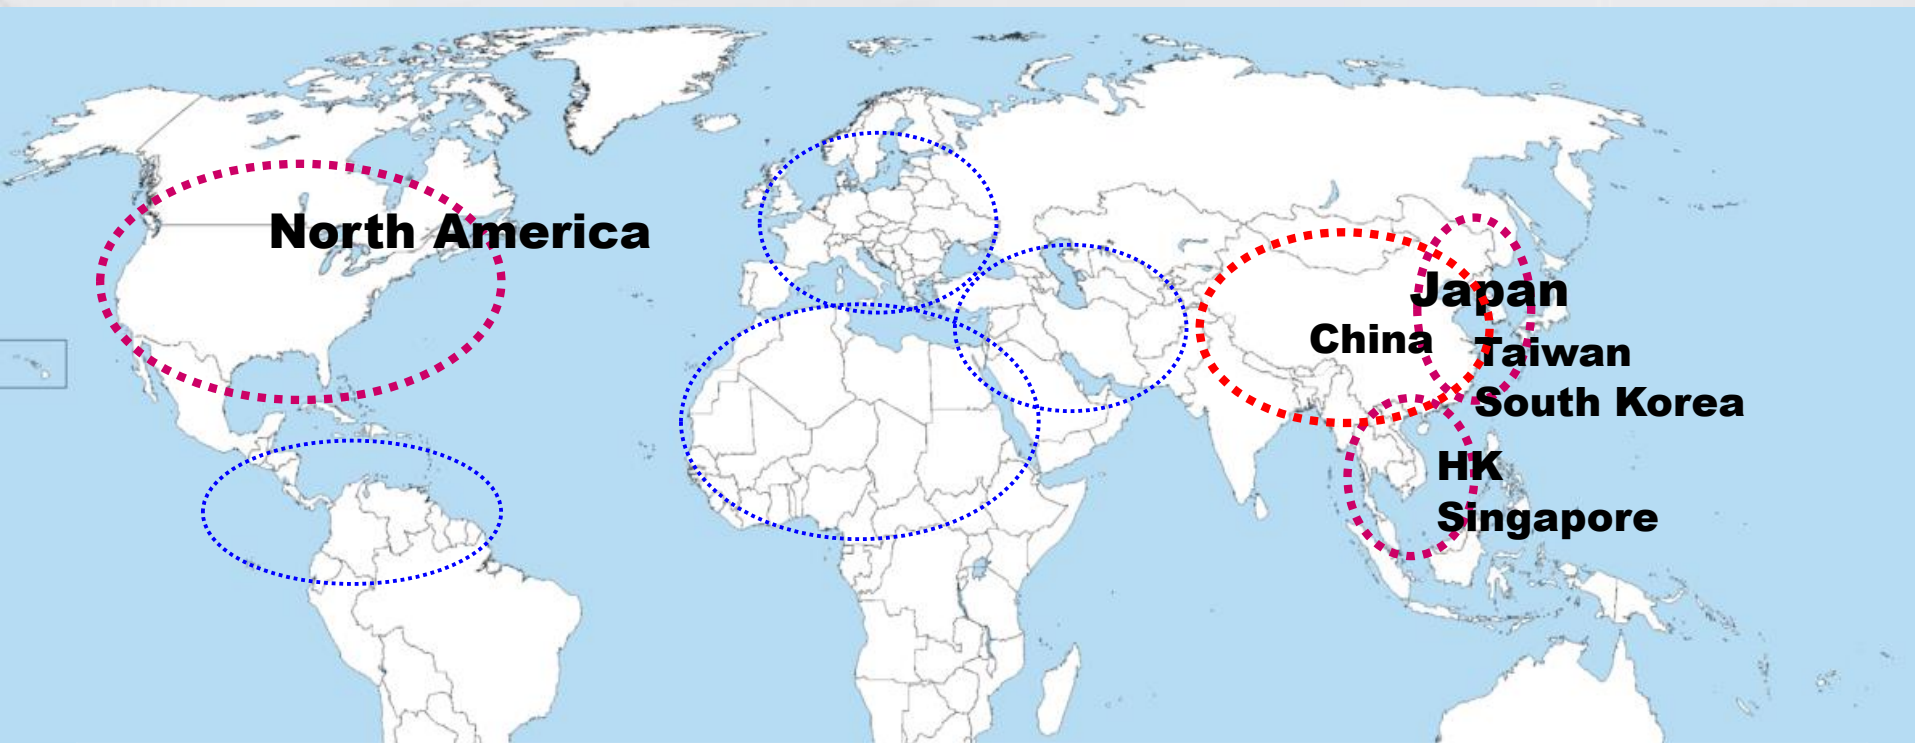 North America
Japan
China
Taiwan
South Korea
HK
Singapore